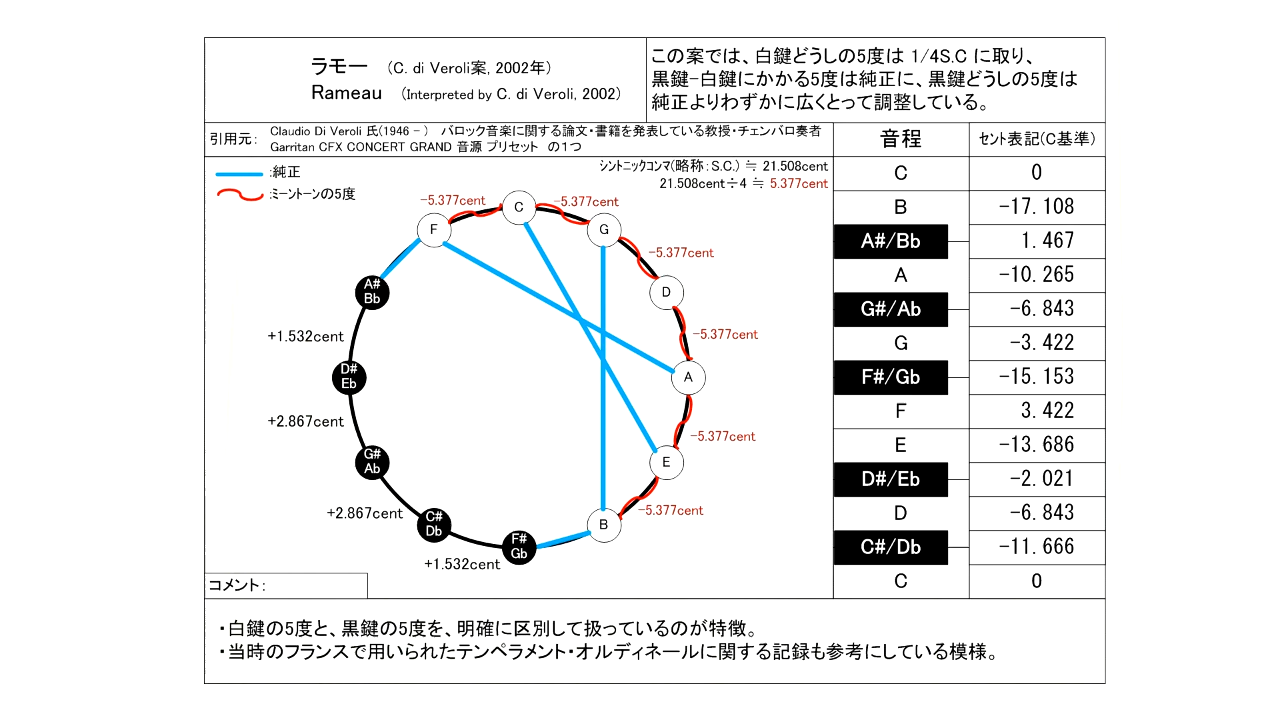 ラモー (C. di Veroli案, 2002年)
Rameau (Interpreted by C. di Veroli, 2002)
この案では、白鍵どうしの5度は 1/4S.C に取り、
黒鍵-白鍵にかかる5度は純正に、黒鍵どうしの5度は
純正よりわずかに広くとって調整している。
引用元: Claudio Di Veroli 氏(1946 - ) バロック音楽に関する論文・書籍を発表している教授・チェンバロ奏者
Garritan CFX CONCERT GRAND 音源 プリセット の1つ
音程 セント表記(C基準)
:純正
:ミーントーンの5度
シントニックコンマ(略称:S.C.) ≒ 21.508cent
21.508cent÷4 ≒ 5.377cent
-5.377cent
-5.377cent
C
F
G
-5.377cent
D
A#
Bb
+1.532cent
-5.377cent
D#
Eb
A
+2.867cent
-5.377cent
G#
Ab
E
+2.867cent
-5.377cent
C#
Db
B
F#
Gb
+1.532cent
C 0
B -17.108
A#/Bb 1.467
A -10.265
G#/Ab -6.843
G -3.422
F#/Gb -15.153
F 3.422
E -13.686
D#/Eb -2.021
D -6.843
C#/Db -11.666
C 0
コメント:
・白鍵の5度と、黒鍵の5度を、明確に区別して扱っているのが特徴。
・当時のフランスで用いられたテンペラメント・オルディネールに関する記録も参考にしている模様。